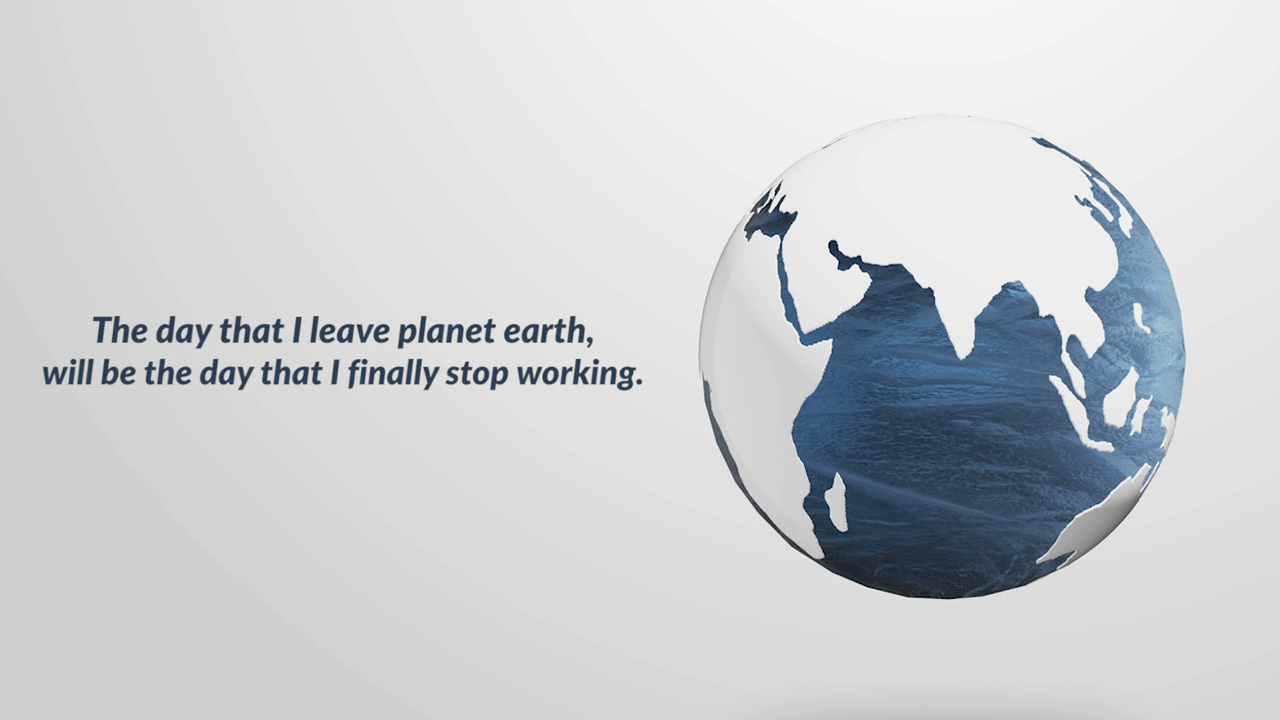 The day that I leave planet earth,
will be the day that I finally stop working.